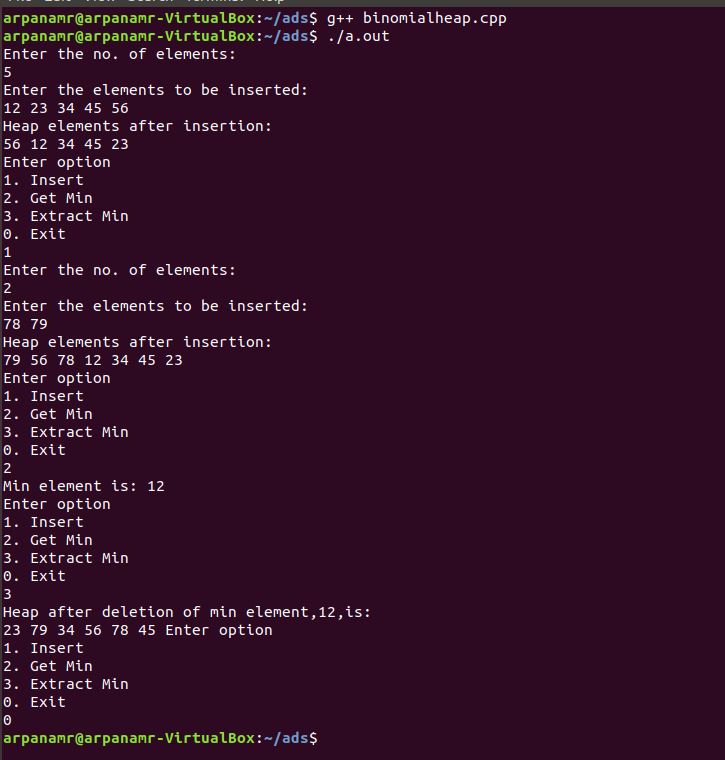 arpanamr@arpanamr-VirtualBox:~/ads$ g++ binomialheap.cpp
arpanamr@arpanamr-VirtualBox:~/ads$ ./a.out
Enter the no. of elements:
5
Enter the elements to be inserted:
12 23 34 45 56
Heap elements after insertion:
56 12 34 45 23
Enter option
1. Insert
2. Get Min
3. Extract Min
0. Exit
1
Enter the no. of elements:
2
Enter the elements to be inserted:
78 79
Heap elements after insertion:
79 56 78 12 34 45 23
Enter option
1. Insert
2. Get Min
3. Extract Min
0. Exit
2
Min element is: 12
Enter option
1. Insert
2. Get Min
3. Extract Min
0. Exit
3
Heap after deletion of min element,12,is:
23 79 34 56 78 45 Enter option
1. Insert
2. Get Min
3. Extract Min
0. Exit
0
arpanamr@arpanamr-VirtualBox:~/ads$